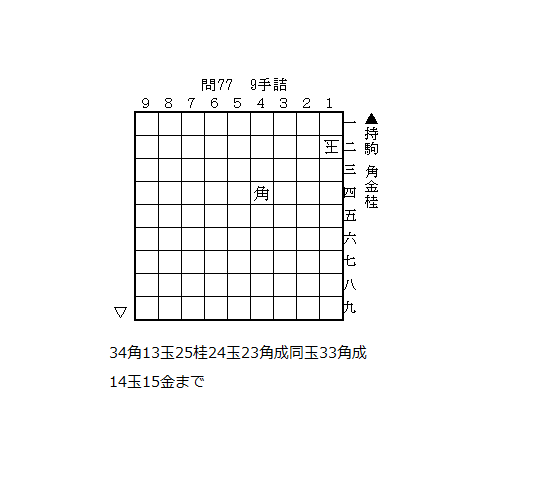 問77 9手詰
9 8 7 6 5 4 3 2 1
一
二
三
四
五
六
七
八
九
王
角
▲持駒 角金桂
▽
34角13玉25桂24玉23角成同玉33角成
14玉15金まで